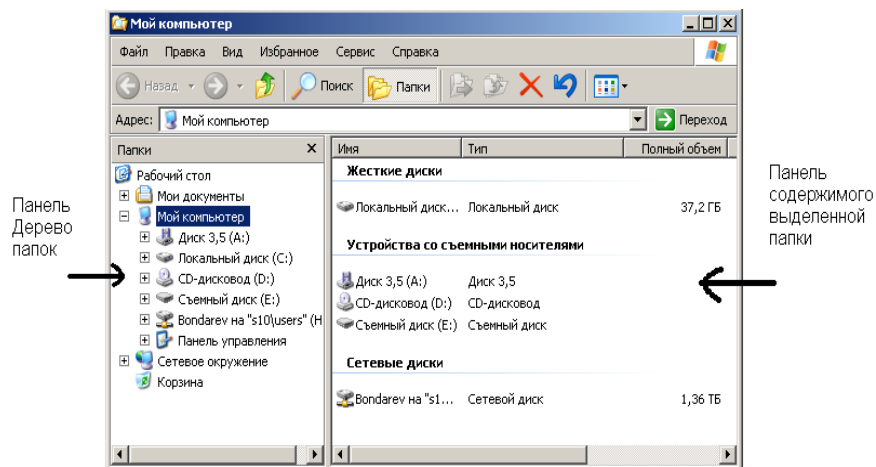 Мой компьютер
Файл Правка Вид Избранное Сервис Справка
Назад Поиск Папки
Адрес: Мой компьютер Переход
Папки
Рабочий стол
Мои документы
Мой компьютер
Диск 3,5 (A:)
Локальный диск (C:)
CD-дисковод (D:)
Съемный диск (E:)
Bondarev на "s10\users" (H
Панель управления
Сетевое окружение
Корзина
Имя Тип Полный объем
Жесткие диски
Локальный диск... Локальный диск 37,2 ГБ
Устройства со съемными носителями
Диск 3,5 (A:) Диск 3,5
CD-дисковод (D:) CD-дисковод
Съемный диск (E:) Съемный диск
Сетевые диски
Bondarev на "s1... Сетевой диск 1,36 ТБ
Панель
Дерево
папок
Панель
содержимого
выделенной
папки